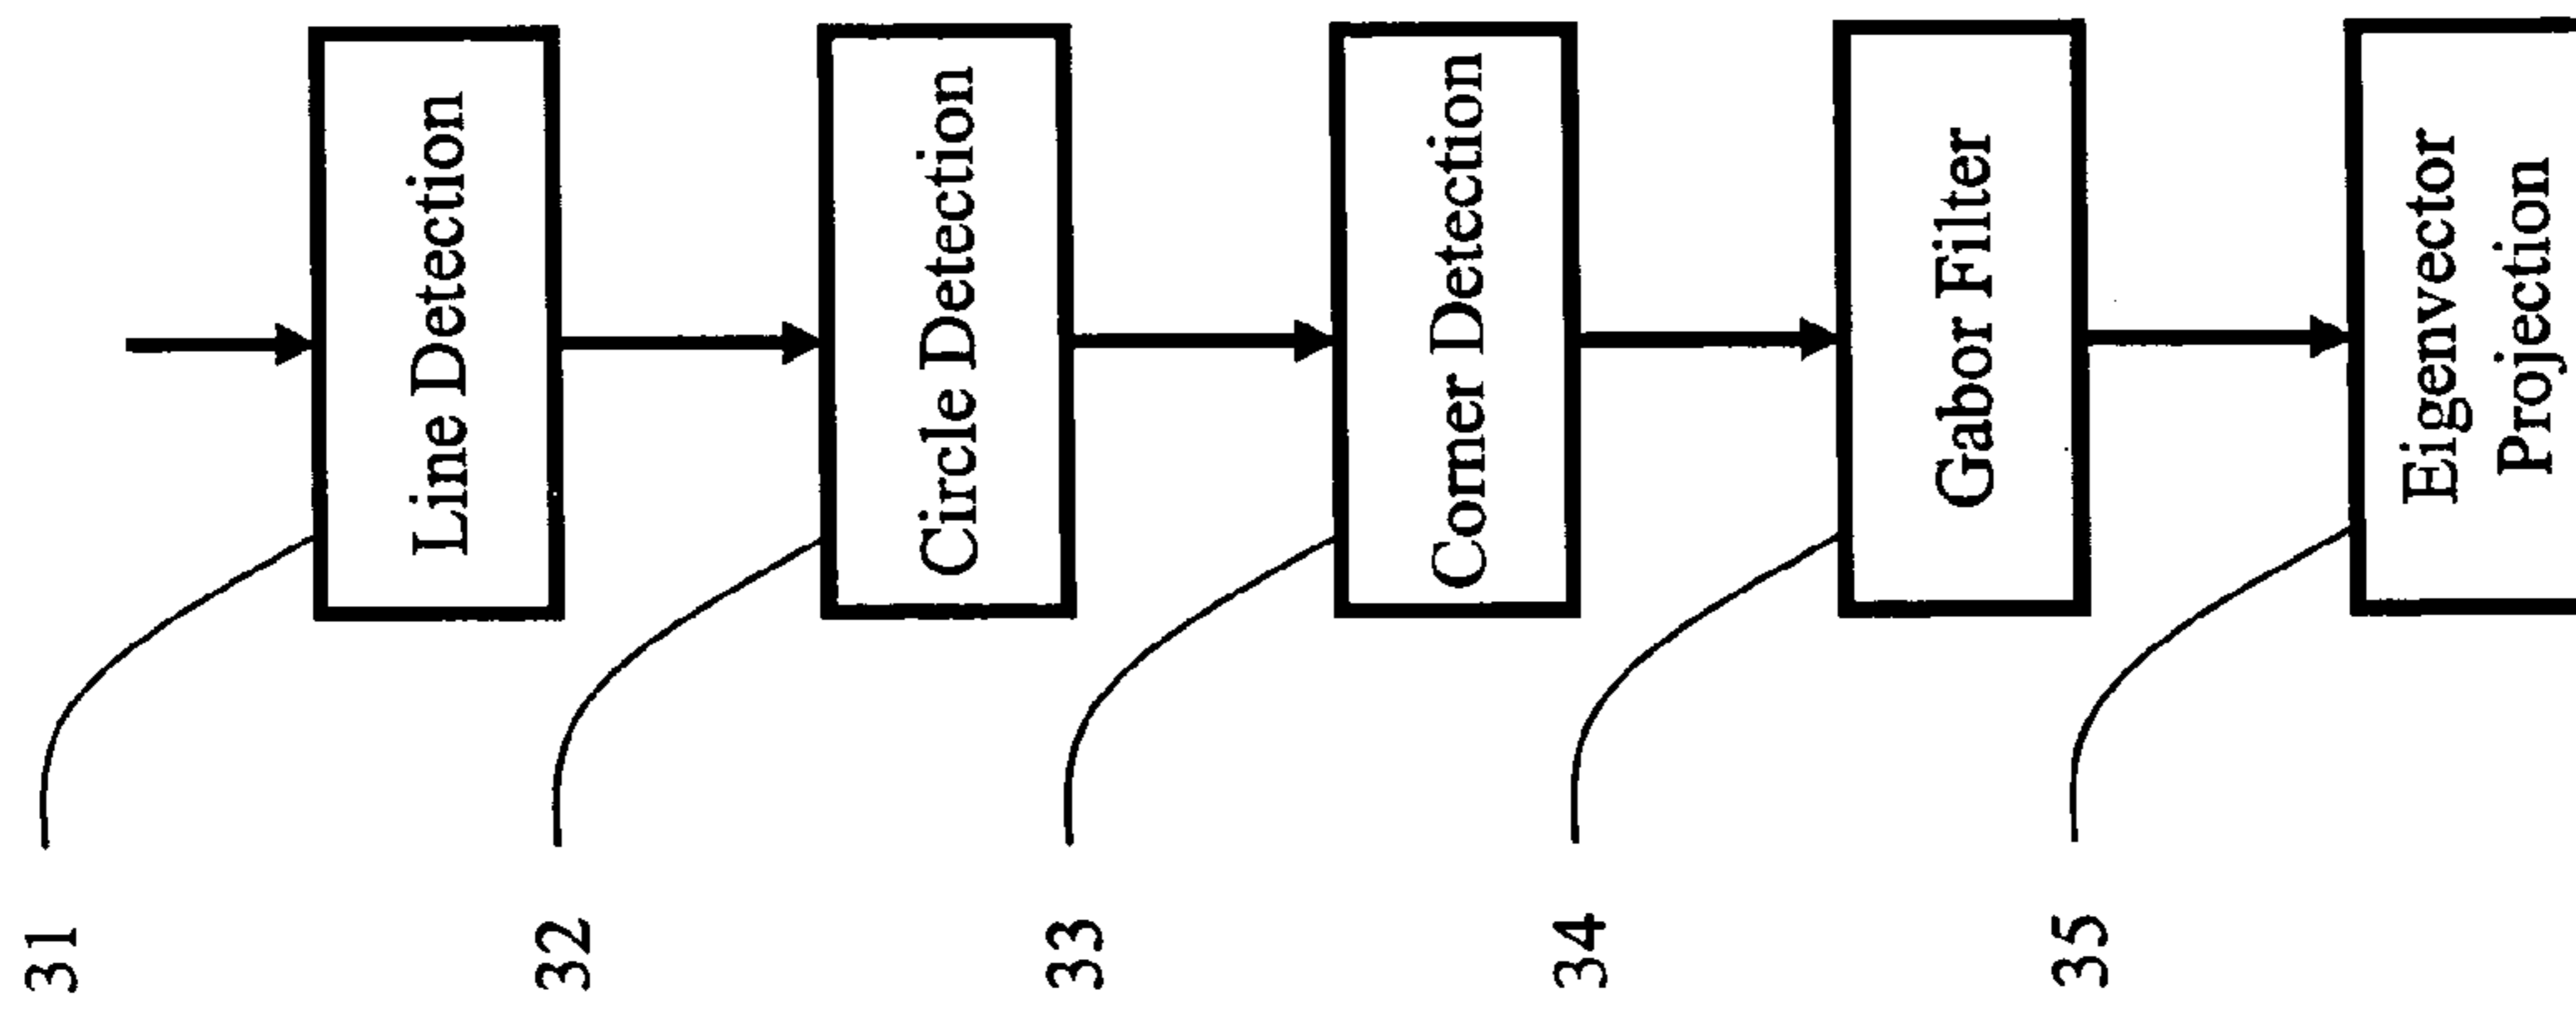 31
Line Detection
32
Circle Detection
33
Corner Detection
34
Gabor Filter
35
Eigenvector
Projection